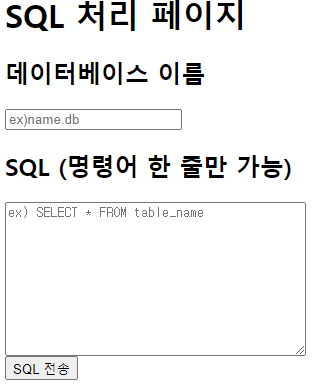 SQL 처리 페이지
데이터베이스 이름
ex)name.db
SQL (명령어 한 줄만 가능)
ex) SELECT * FROM table_name
SQL 전송